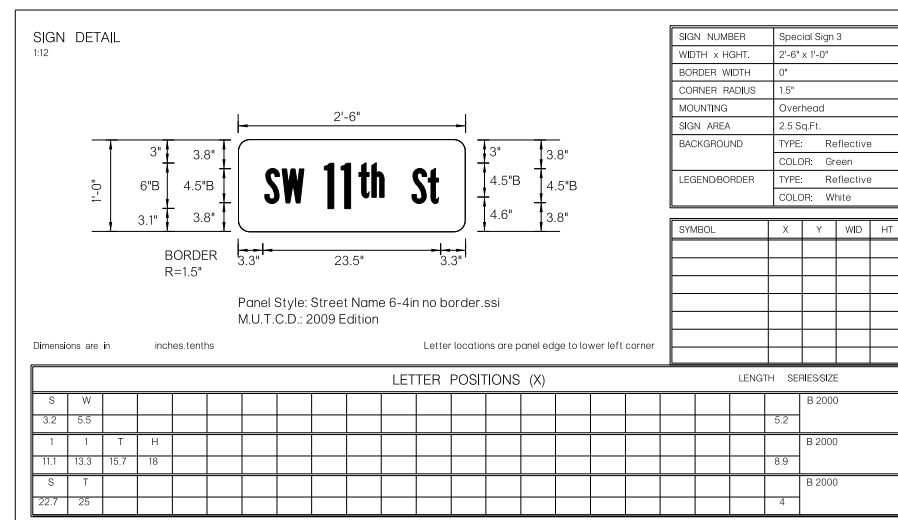 SIGN DETAIL
1:12
2'-6"
1'-0"
3" 3.8"
6"B 4.5"B
3.1" 3.8"
SW 11th St
3" 3.8"
4.5"B 4.5"B
4.6" 3.8"
BORDER
R=1.5"
3.3" 23.5" 3.3"
Panel Style: Street Name 6-4in no border.ssi
M.U.T.C.D.: 2009 Edition
Dimensions are in inches.tenths Letter locations are panel edge to lower left corner
SIGN NUMBER Special Sign 3
WIDTH x HGHT. 2'-6" x 1'-0"
BORDER WIDTH 0"
CORNER RADIUS 1.5"
MOUNTING Overhead
SIGN AREA 2.5 Sq.Ft.
BACKGROUND TYPE: Reflective
COLOR: Green
LEGEND/BORDER TYPE: Reflective
COLOR: White
SYMBOL X Y WID HT
LETTER POSITIONS (X) LENGTH SERIES/SIZE
S W B 2000
3.2 5.5 5.2
1 1 T H B 2000
11.1 13.3 15.7 18 8.9
S T B 2000
22.7 25 4